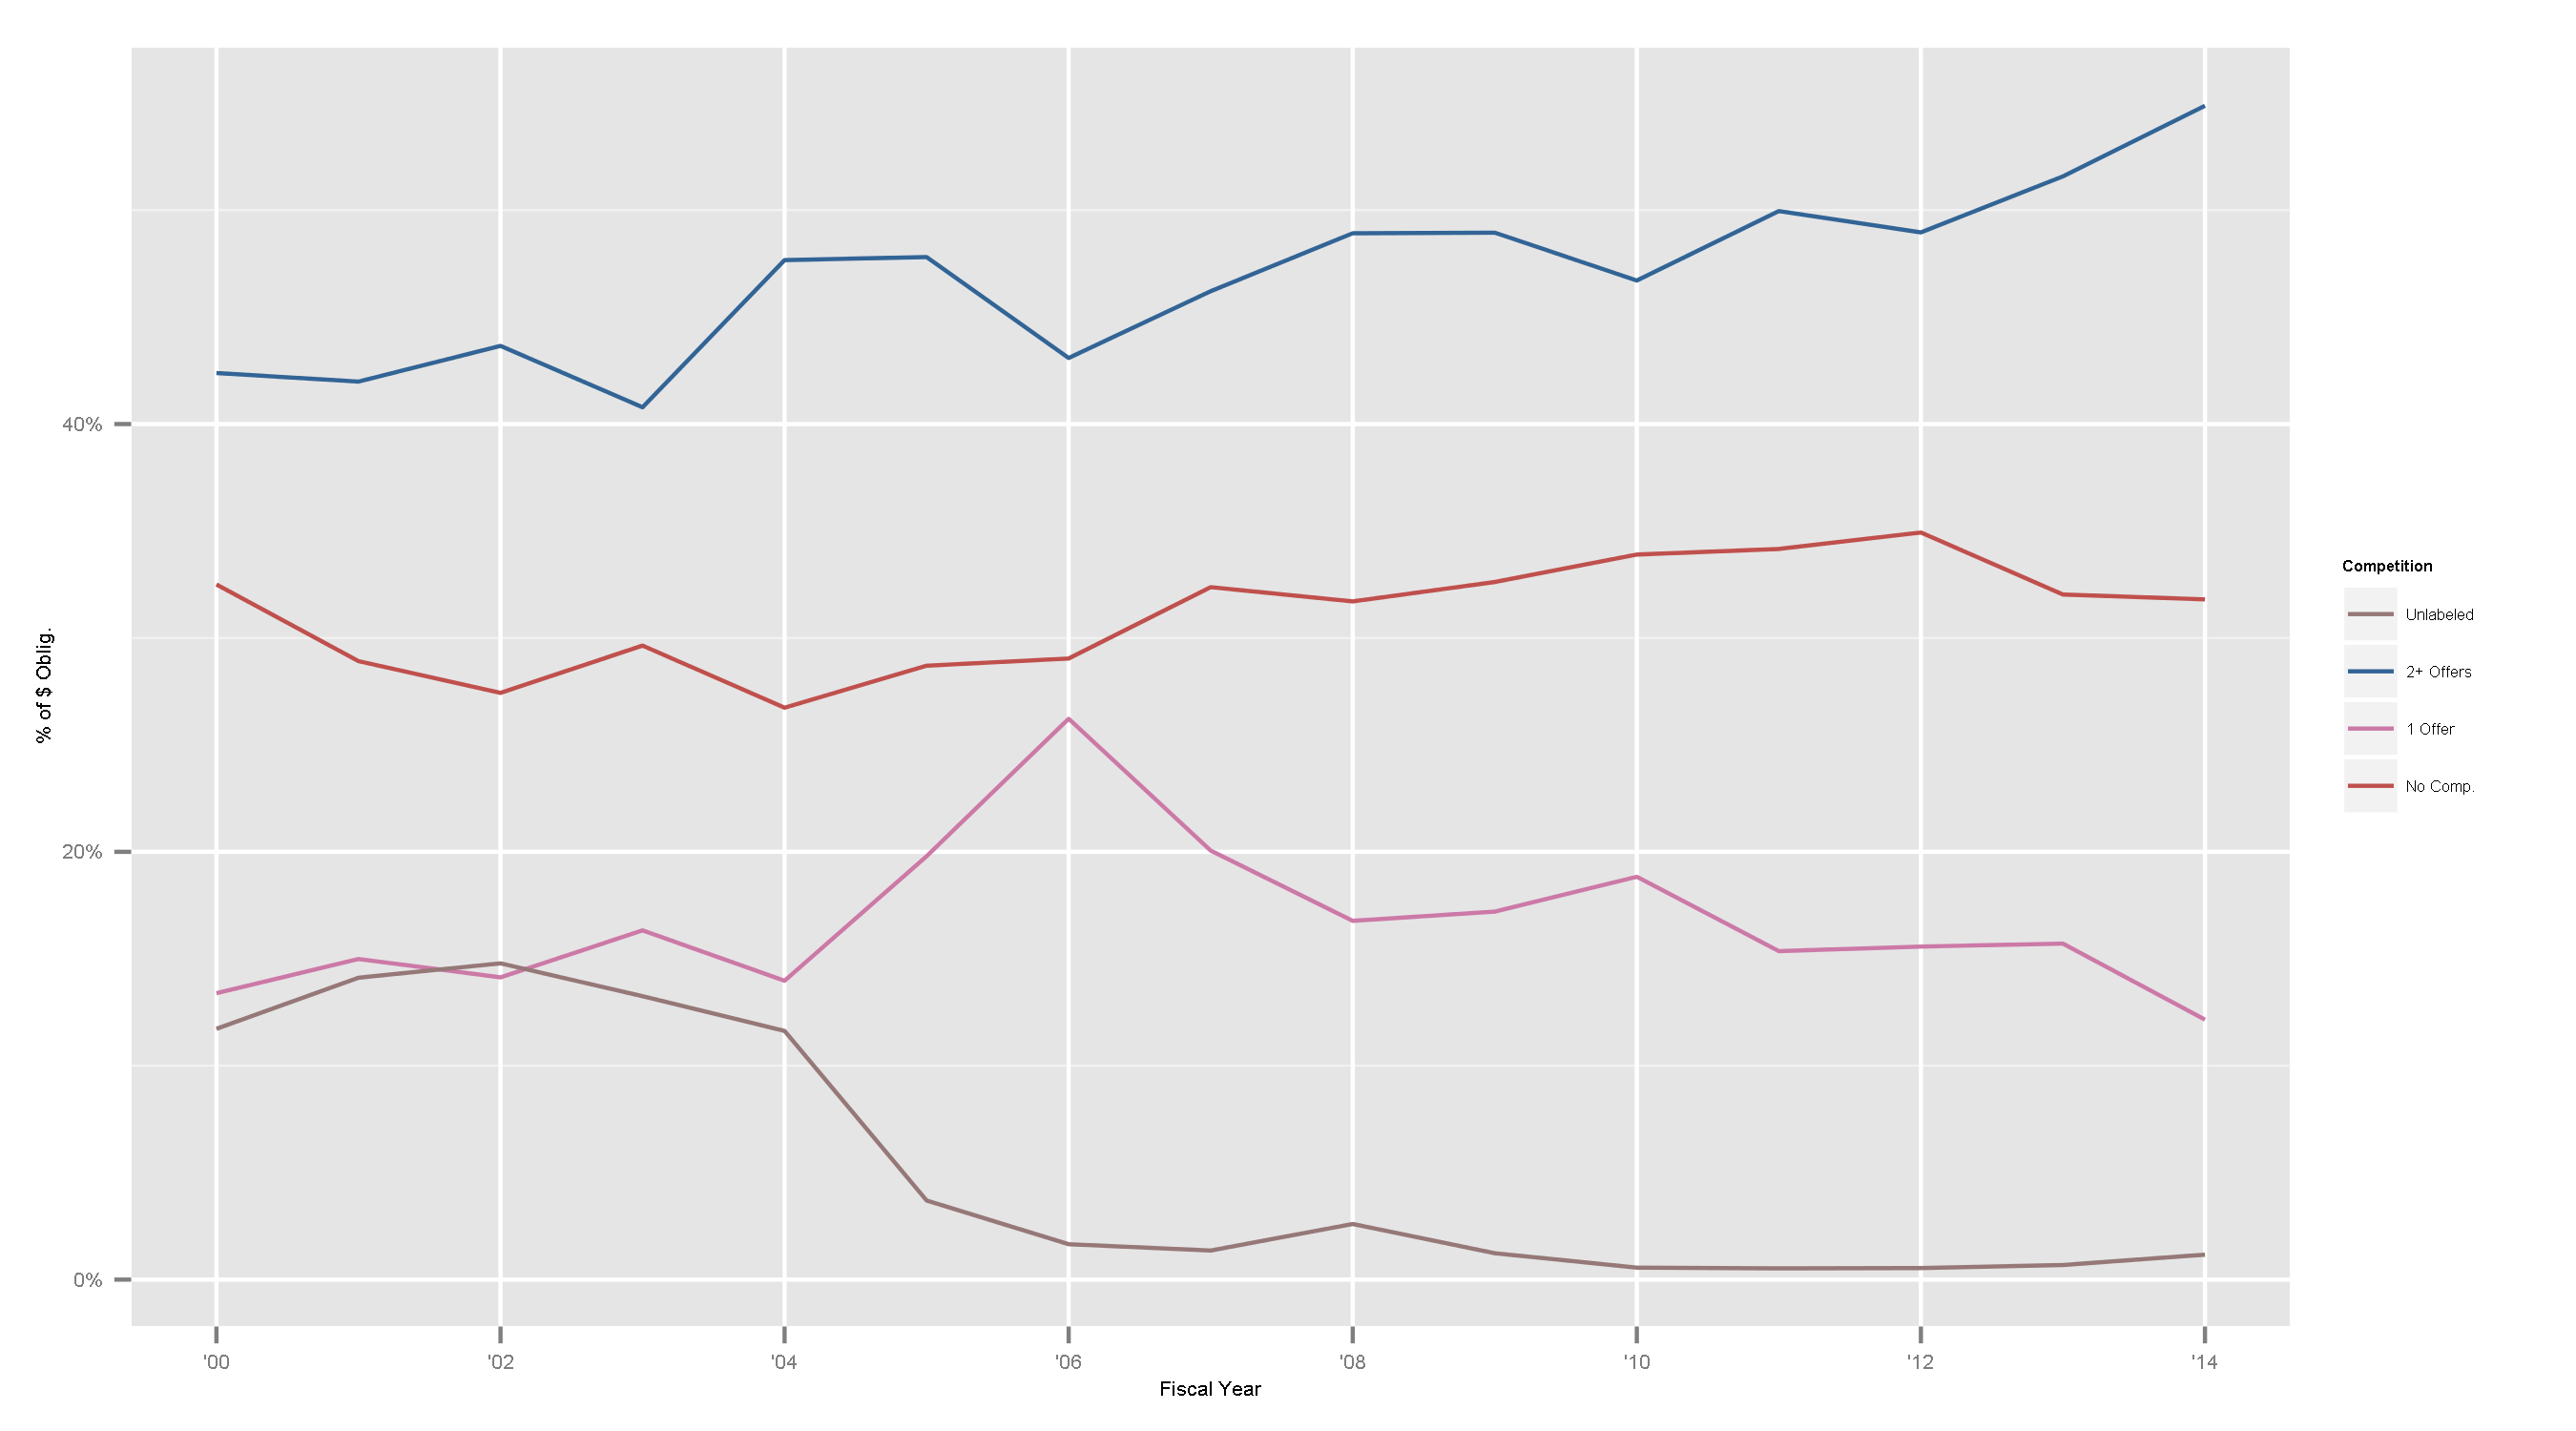 40%
20%
0%
% of $ Oblig.
'00 '02 '04 '06 '08 '10 '12 '14
Fiscal Year
Competition
Unlabeled
2+ Offers
1 Offer
No Comp.